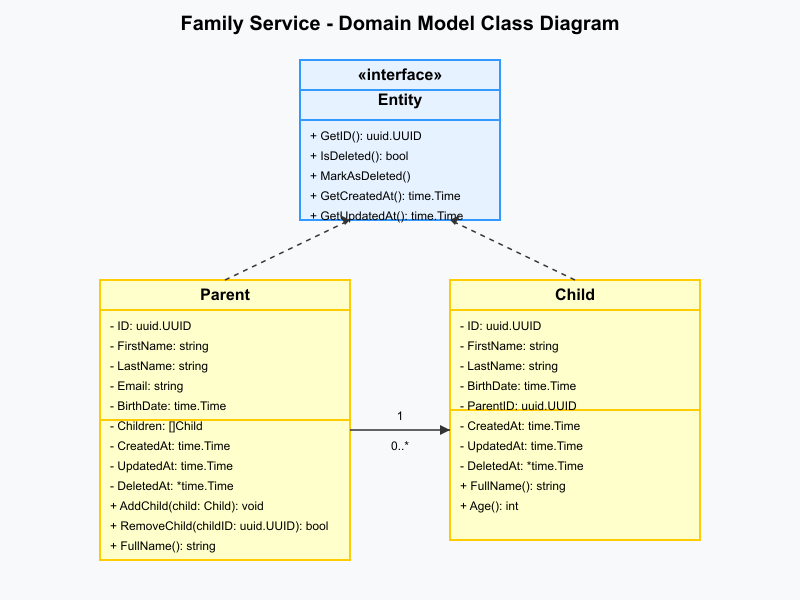 Family Service - Domain Model Class Diagram
«interface»
Entity
+ GetID(): uuid.UUID
+ IsDeleted(): bool
+ MarkAsDeleted()
+ GetCreatedAt(): time.Time
+ GetUpdatedAt(): time.Time
Parent
- ID: uuid.UUID
- FirstName: string
- LastName: string
- Email: string
- BirthDate: time.Time
- Children: []Child
- CreatedAt: time.Time
- UpdatedAt: time.Time
- DeletedAt: *time.Time
+ AddChild(child: Child): void
+ RemoveChild(childID: uuid.UUID): bool
+ FullName(): string
1
0..*
Child
- ID: uuid.UUID
- FirstName: string
- LastName: string
- BirthDate: time.Time
- ParentID: uuid.UUID
- CreatedAt: time.Time
- UpdatedAt: time.Time
- DeletedAt: *time.Time
+ FullName(): string
+ Age(): int